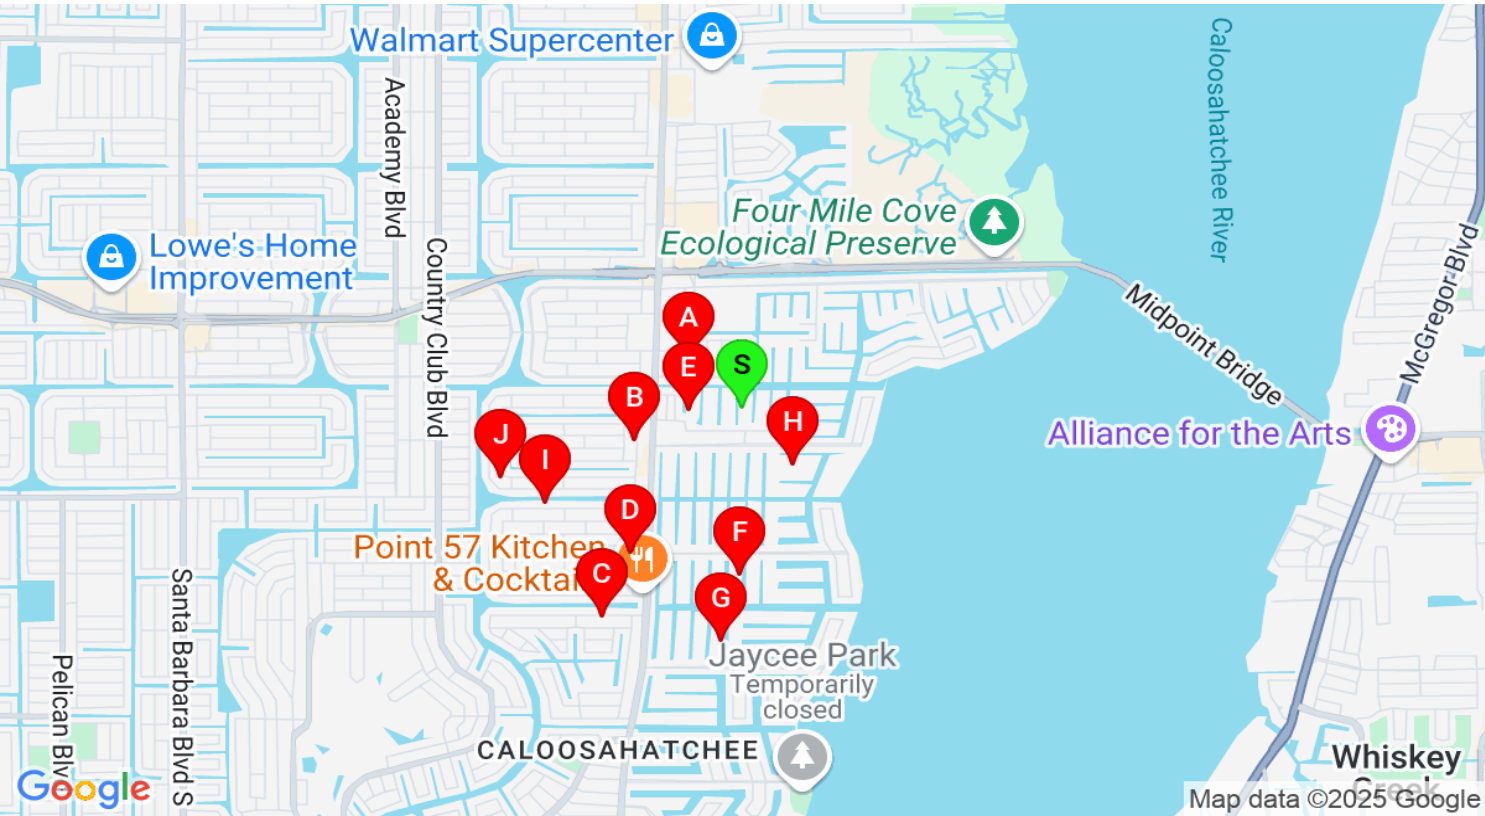 Walmart Supercenter
Caloosahatchee River
Academy Blvd
Four Mile Cove
Ecological Preserve
Lowe's Home
Improvement
Country Club Blvd
McGregor Blvd
Midpoint Bridge
A
E
S
B
H
J
I
Alliance for the Arts
D
F
Point 57 Kitchen
& Cocktai
C
G
Santa Barbara Blvd S
Pelican Blv
Jaycee Park
Temporarily
closed
CALOOSAHATCHEE
Whiskey
Creek
Google
Map data ©2025 Google